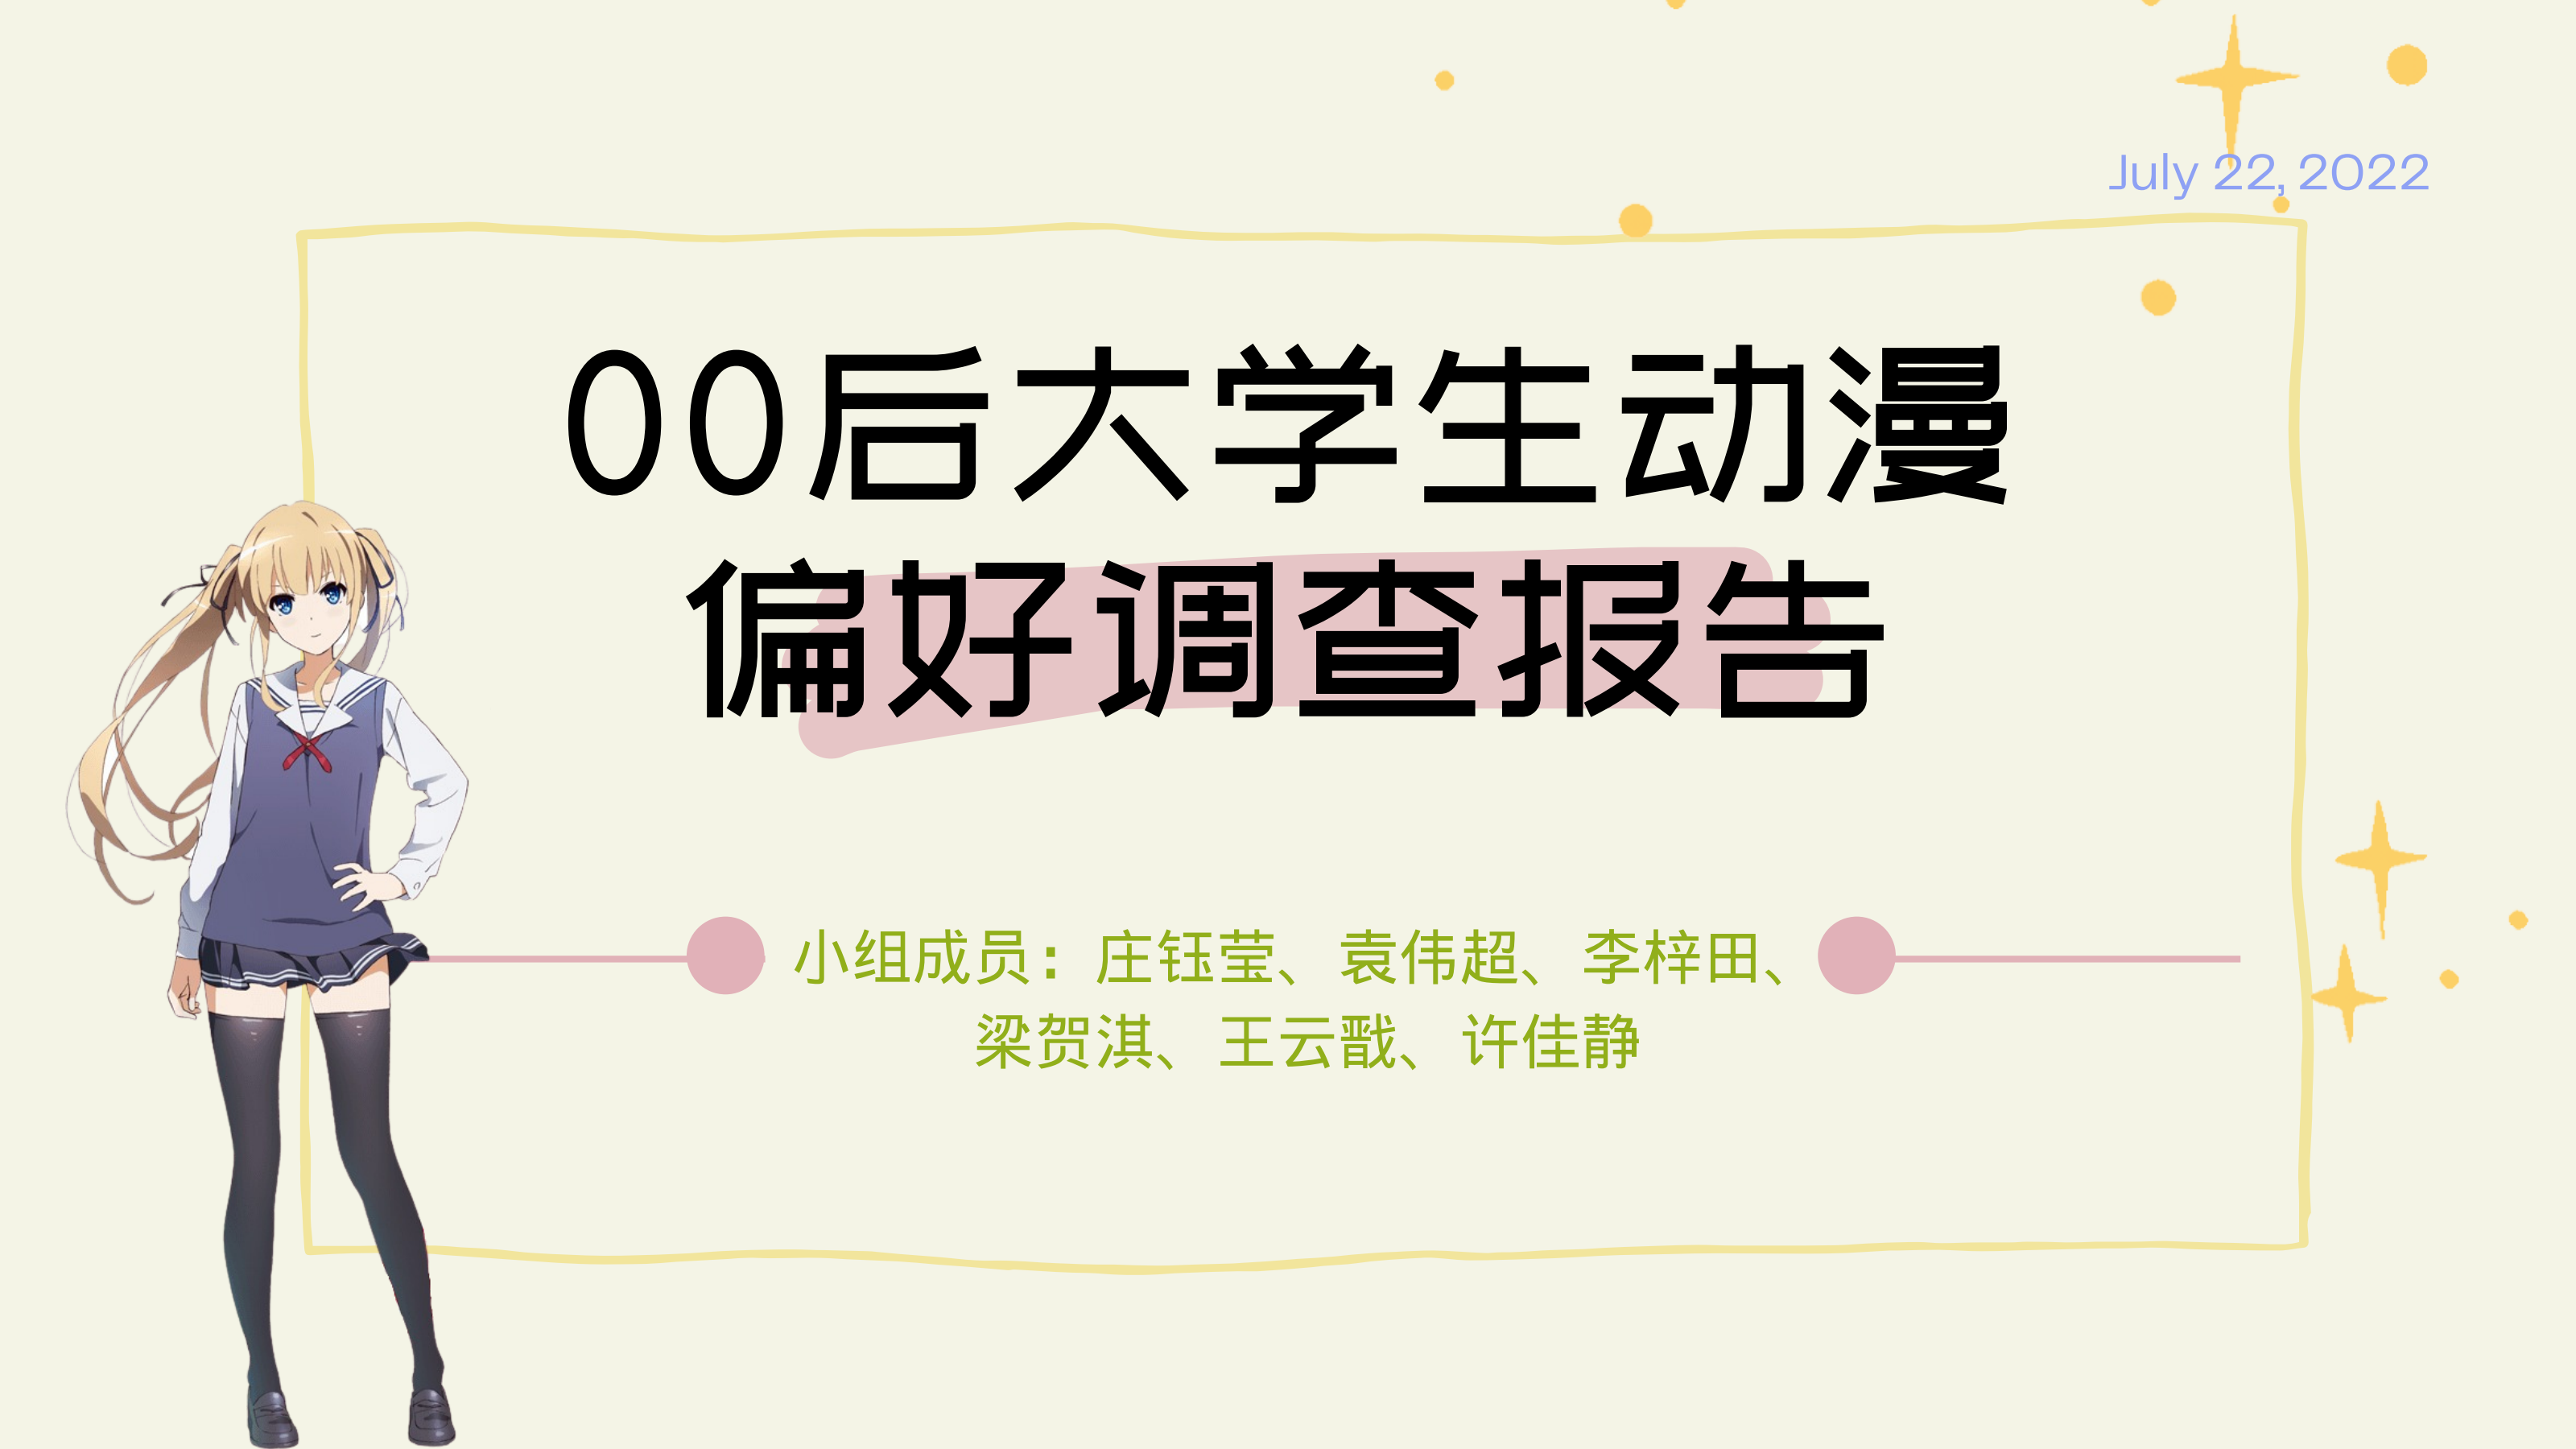 July 22, 2022
00后大学生动漫
偏好调查报告
小组成员：庄钰莹、袁伟超、李梓田、
梁贺淇、王云戬、许佳静